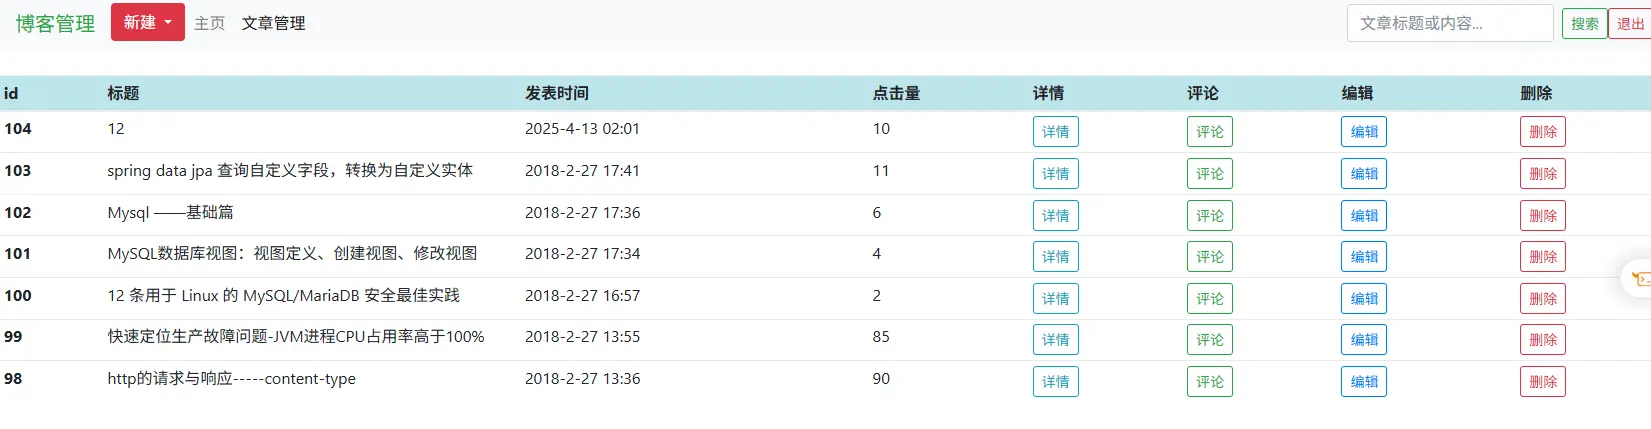 博客管理 新建 主页 文章管理 文章标题或内容... 搜索 退出
id 标题 发表时间 点击量 详情 评论 编辑 删除
104 12 2025-4-13 02:01 10 详情 评论 编辑 删除
103 spring data jpa 查询自定义字段，转换为自定义实体 2018-2-27 17:41 11 详情 评论 编辑 删除
102 Mysql ——基础篇 2018-2-27 17:36 6 详情 评论 编辑 删除
101 MySQL数据库视图：视图定义、创建视图、修改视图 2018-2-27 17:34 4 详情 评论 编辑 删除
100 12 条用于 Linux 的 MySQL/MariaDB 安全最佳实践 2018-2-27 16:57 2 详情 评论 编辑 删除
99 快速定位生产故障问题-JVM进程CPU占用率高于100% 2018-2-27 13:55 85 详情 评论 编辑 删除
98 http的请求与响应-----content-type 2018-2-27 13:36 90 详情 评论 编辑 删除